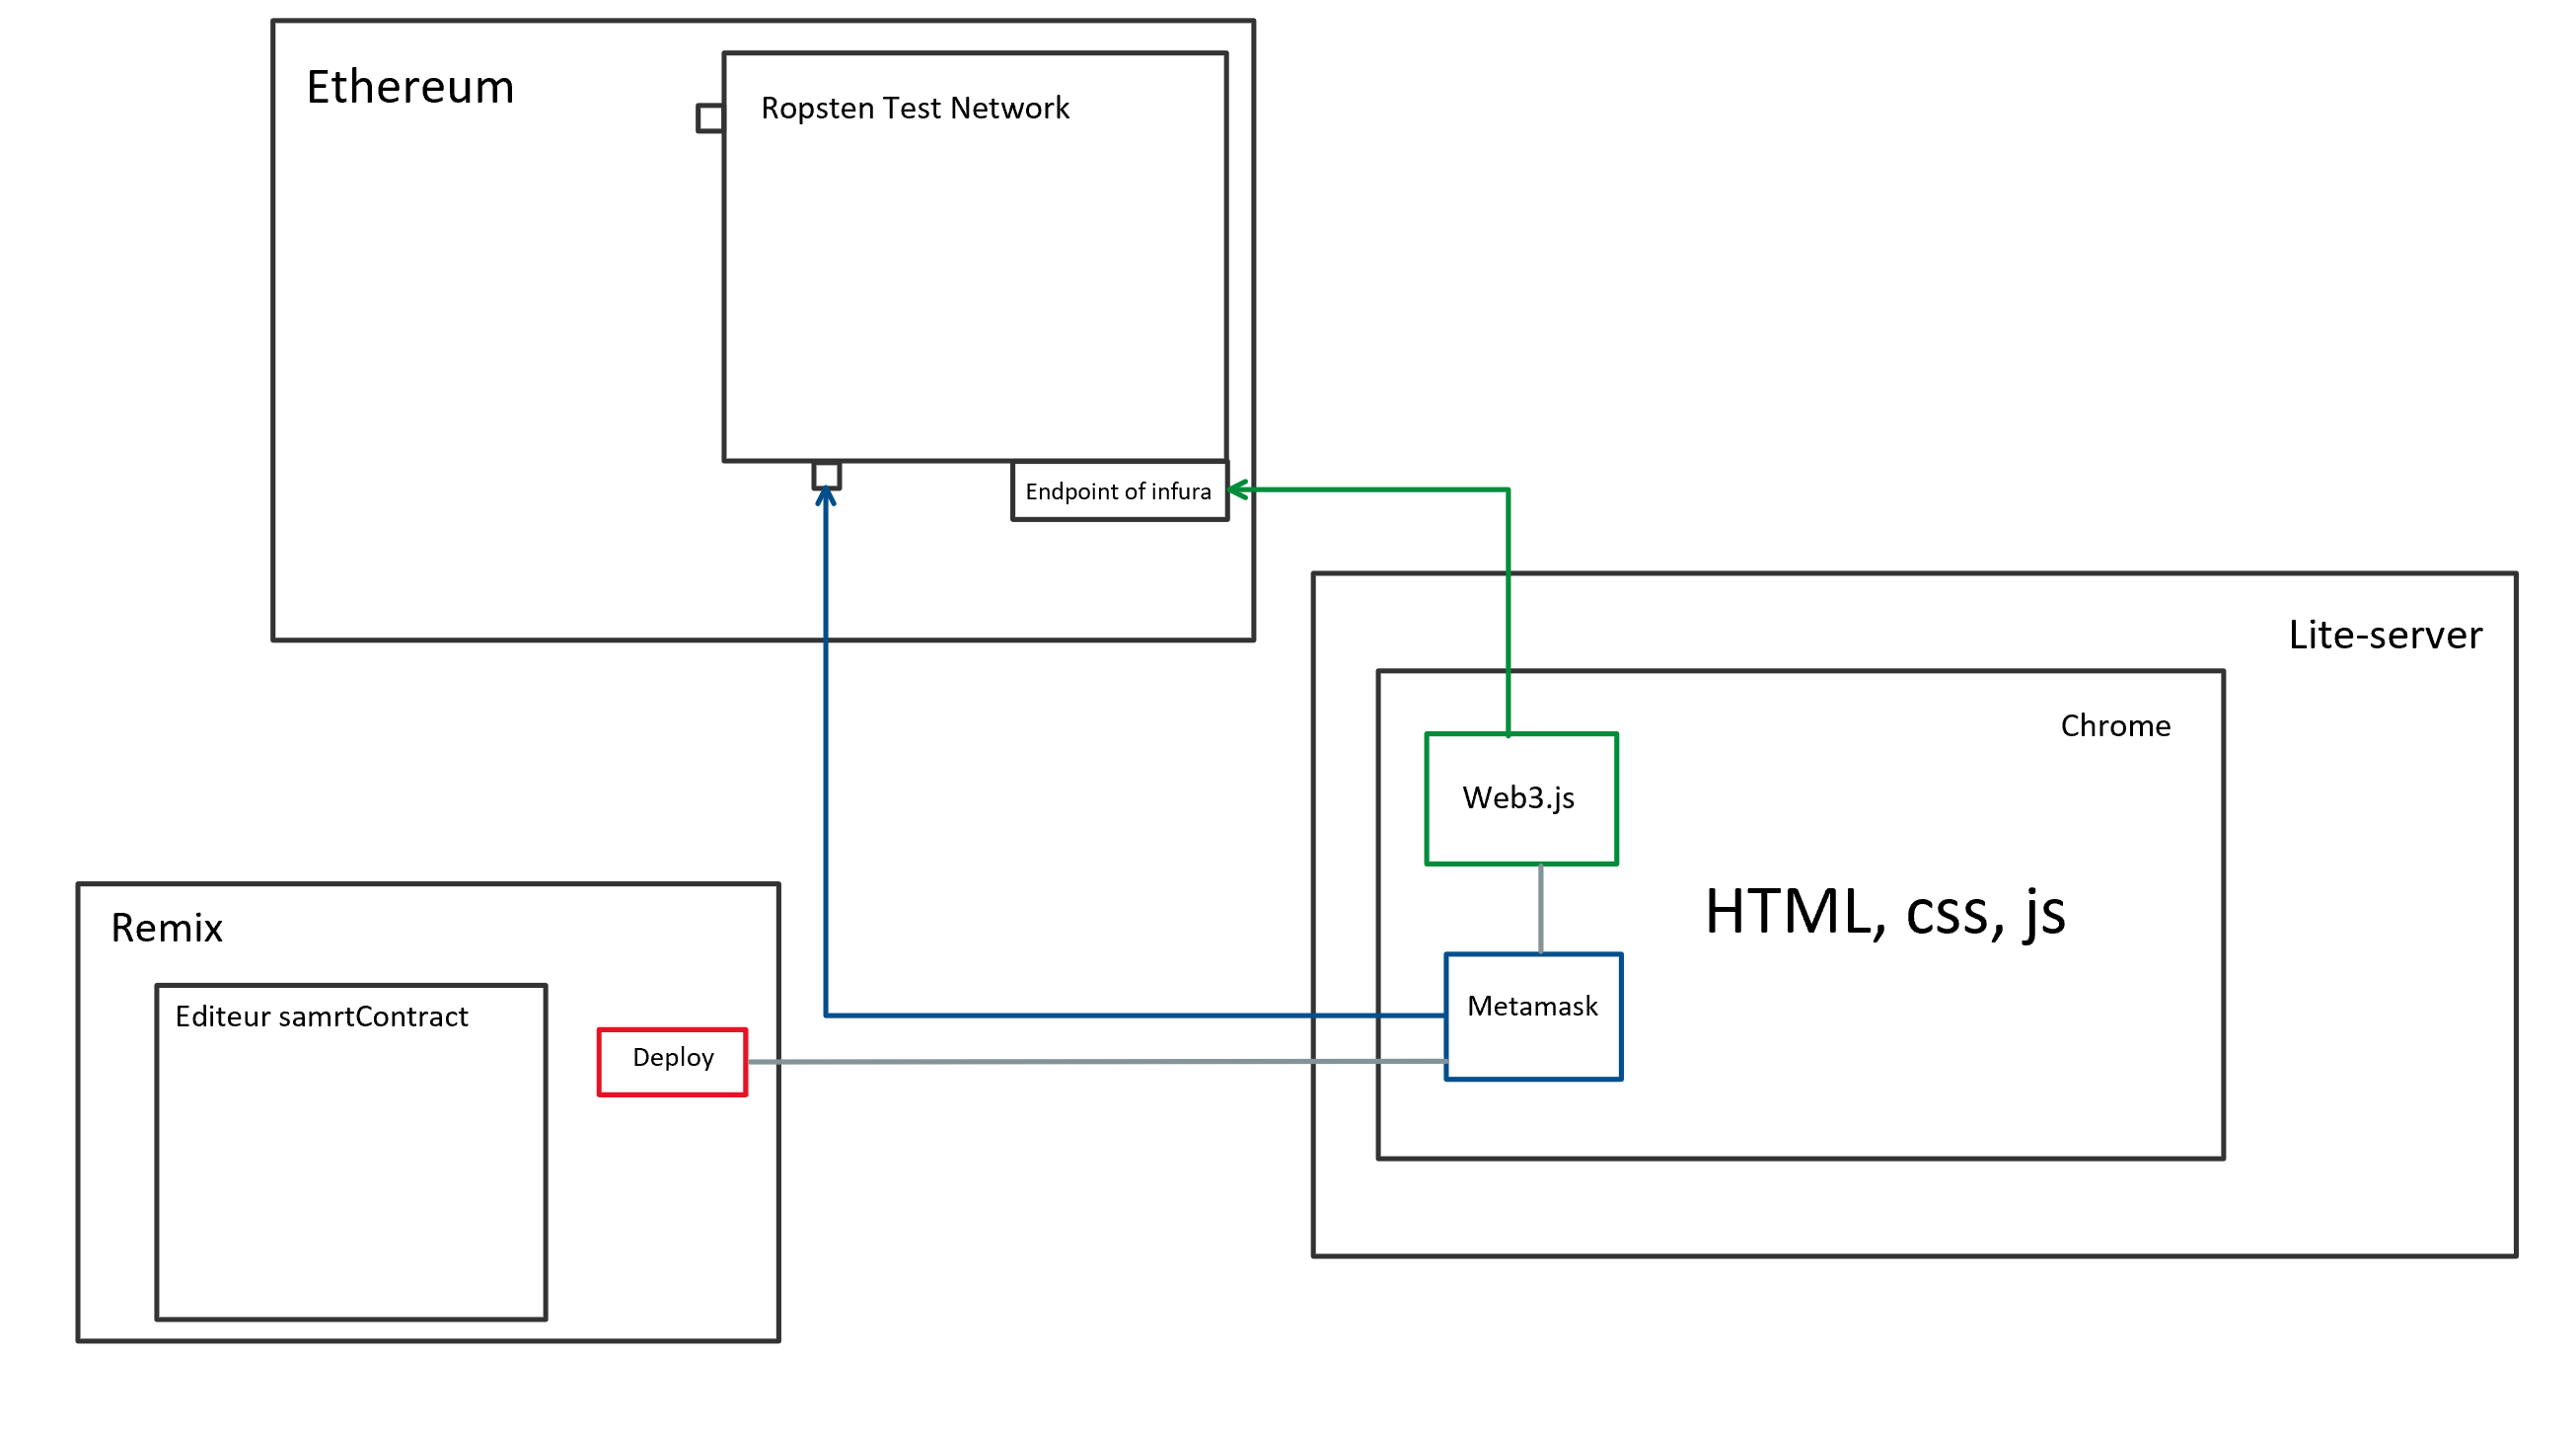 Ethereum
Ropsten Test Network
Endpoint of infura
Lite-server
Chrome
Web3.js
HTML, css, js
Metamask
Remix
Editeur samrtContract
Deploy